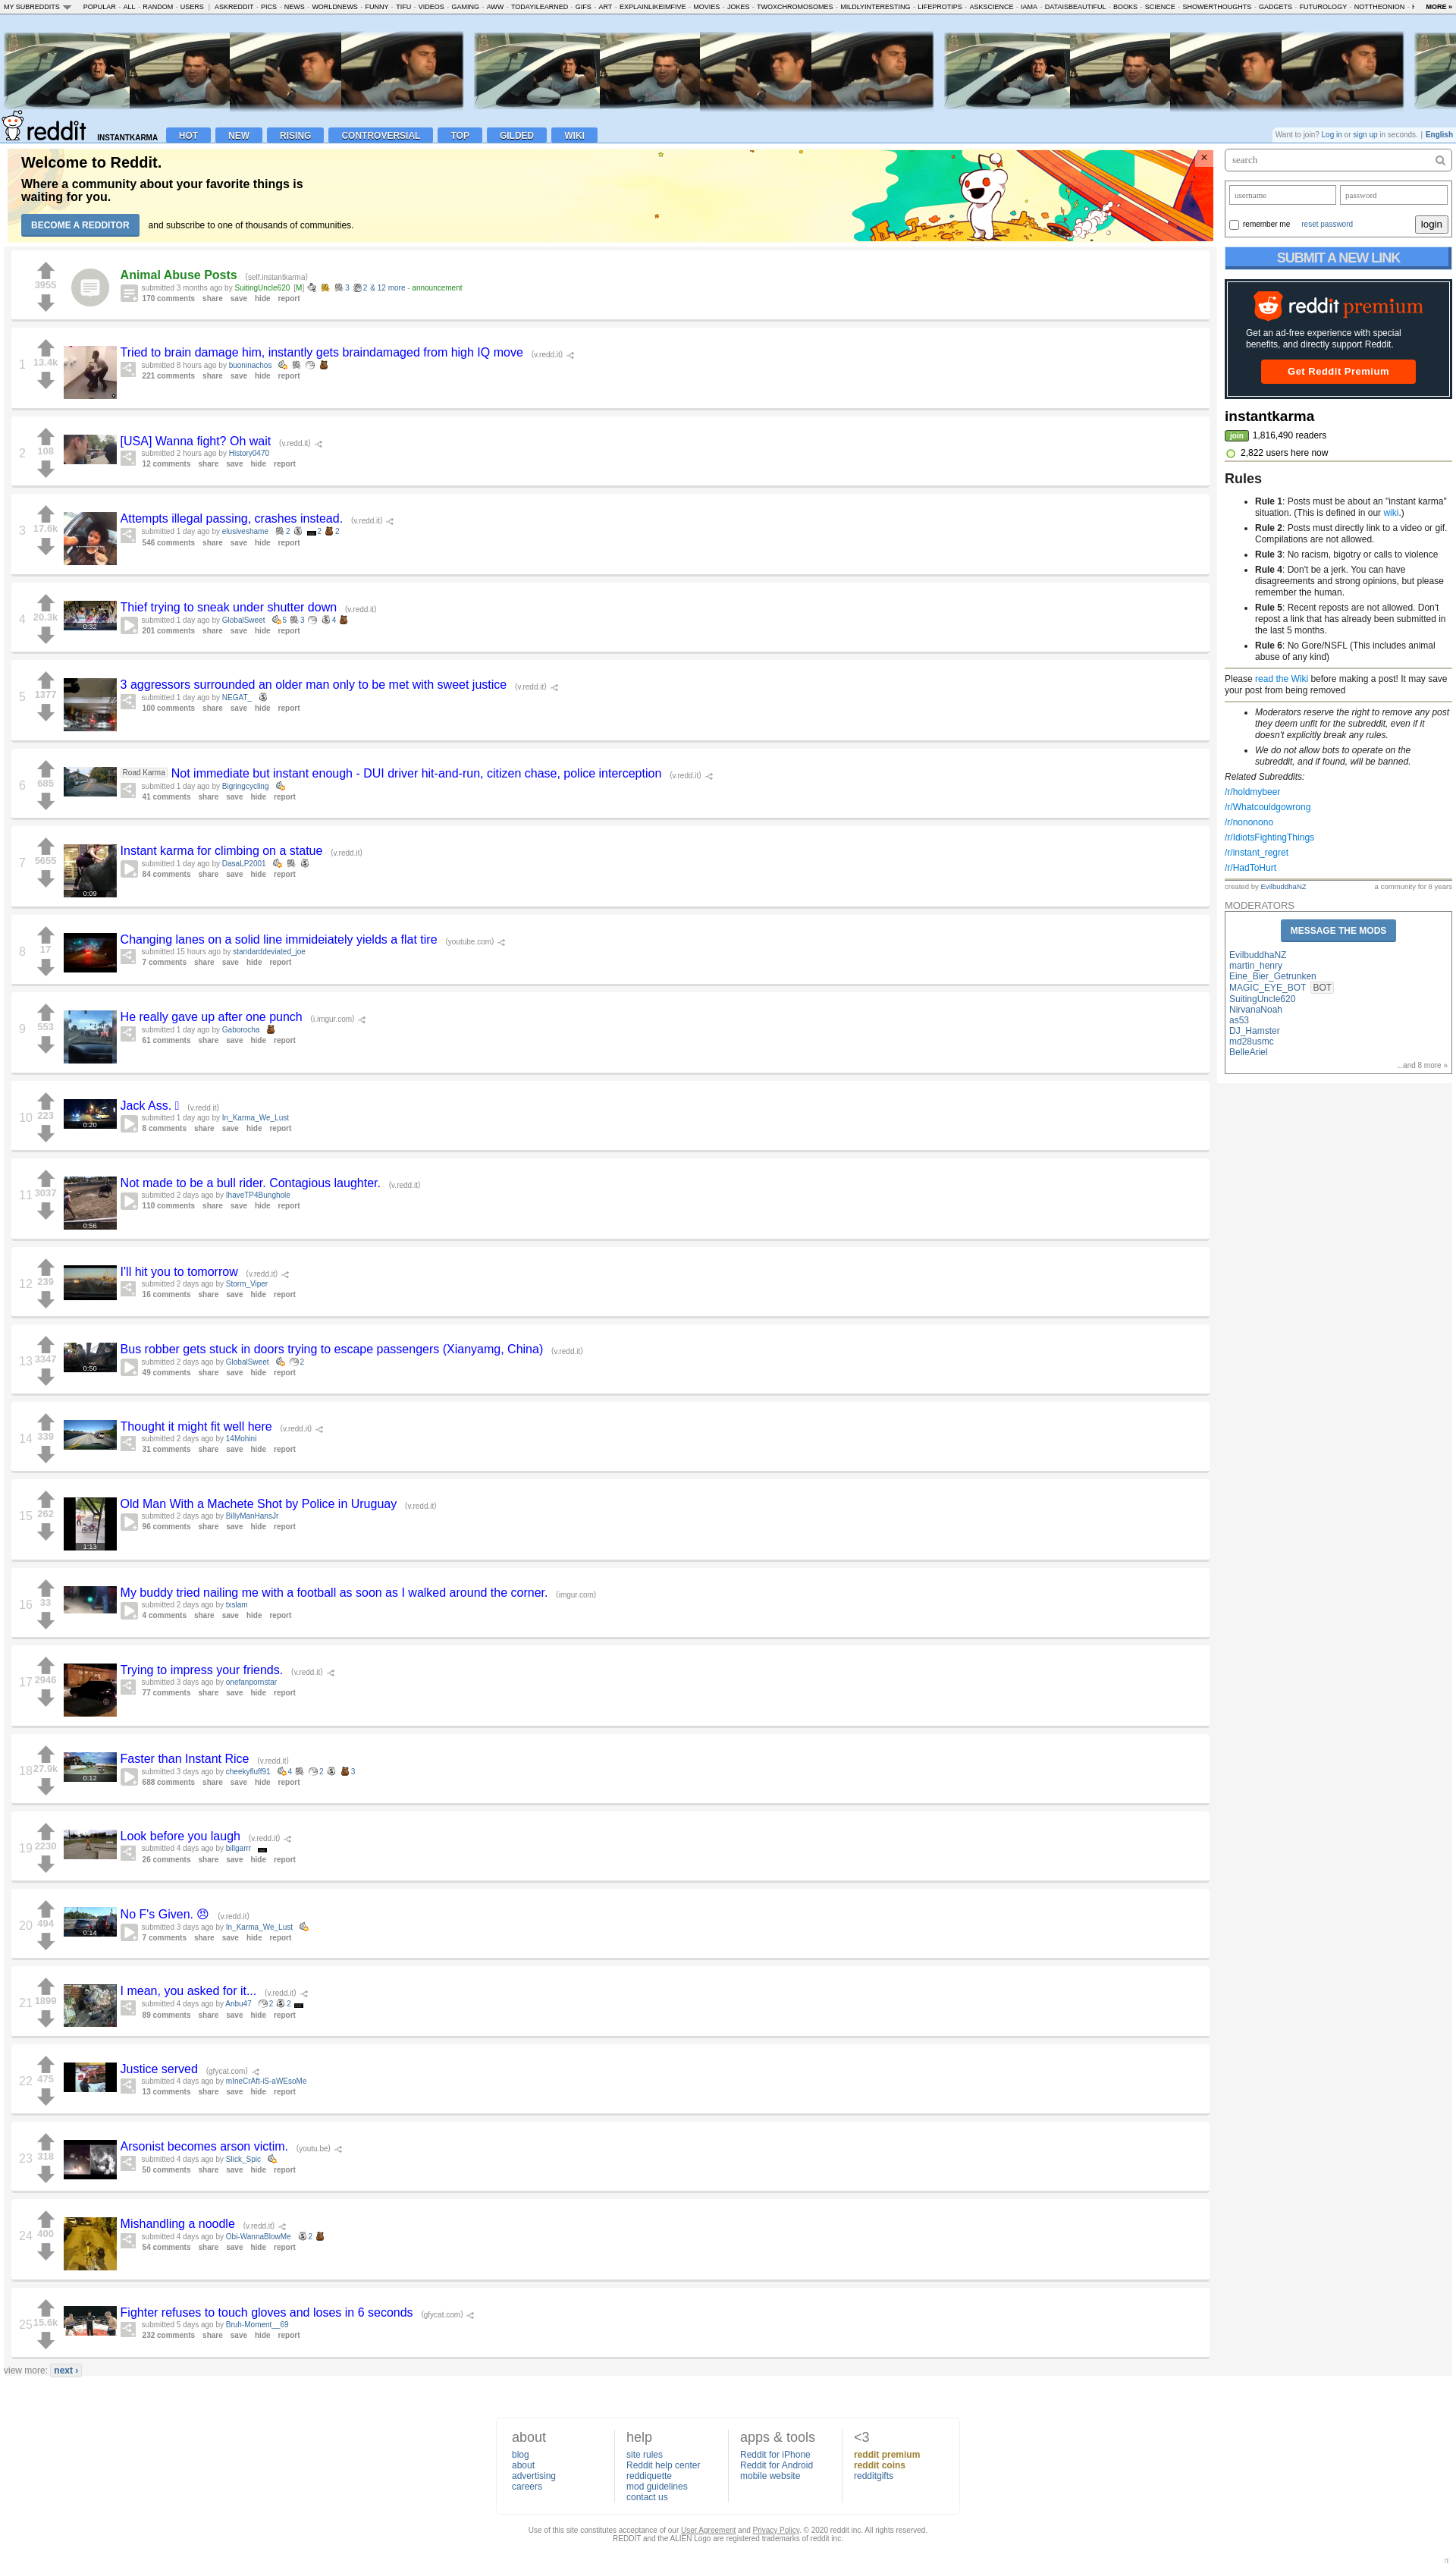 MY SUBREDDITS POPULAR - ALL - RANDOM - USERS | ASKREDDIT - PICS - NEWS - WORLDNEWS - FUNNY - TIFU - VIDEOS - GAMING - AWW - TODAYILEARNED - GIFS - ART - EXPLAINLIKEIMFIVE - MOVIES - JOKES - TWOXCHROMOSOMES - MILDLYINTERESTING - LIFEPROTIPS - ASKSCIENCE - IAMA - DATAISBEAUTIFUL - BOOKS - SCIENCE - SHOWERTHOUGHTS - GADGETS - FUTUROLOGY - NOTTHEONION - MORE »
reddit INSTANTKARMA HOT NEW RISING CONTROVERSIAL TOP GILDED WIKI
Want to join? Log in or sign up in seconds. | English
Welcome to Reddit.
Where a community about your favorite things is
waiting for you.
BECOME A REDDITOR and subscribe to one of thousands of communities.
×
3955
Animal Abuse Posts (self.instantkarma)
submitted 3 months ago by SuitingUncle620 [M] 3 2 & 12 more - announcement
170 comments share save hide report
1 13.4k
Tried to brain damage him, instantly gets braindamaged from high IQ move (v.redd.it)
submitted 8 hours ago by buoninachos
221 comments share save hide report
2 108
[USA] Wanna fight? Oh wait (v.redd.it)
submitted 2 hours ago by History0470
12 comments share save hide report
3 17.6k
Attempts illegal passing, crashes instead. (v.redd.it)
submitted 1 day ago by elusiveshame 2 2 2
546 comments share save hide report
4 20.3k
0:32
Thief trying to sneak under shutter down (v.redd.it)
submitted 1 day ago by GlobalSweet 5 3 4
201 comments share save hide report
5 1377
3 aggressors surrounded an older man only to be met with sweet justice (v.redd.it)
submitted 1 day ago by NEGAT_
100 comments share save hide report
6 685
Road Karma Not immediate but instant enough - DUI driver hit-and-run, citizen chase, police interception (v.redd.it)
submitted 1 day ago by Bigringcycling
41 comments share save hide report
7 5655
0:09
Instant karma for climbing on a statue (v.redd.it)
submitted 1 day ago by DasaLP2001
84 comments share save hide report
8 17
Changing lanes on a solid line immideiately yields a flat tire (youtube.com)
submitted 15 hours ago by standarddeviated_joe
7 comments share save hide report
9 553
He really gave up after one punch (i.imgur.com)
submitted 1 day ago by Gaborocha
61 comments share save hide report
10 223
0:20
Jack Ass. (v.redd.it)
submitted 1 day ago by In_Karma_We_Lust
8 comments share save hide report
11 3037
0:56
Not made to be a bull rider. Contagious laughter. (v.redd.it)
submitted 2 days ago by IhaveTP4Bunghole
110 comments share save hide report
12 239
I'll hit you to tomorrow (v.redd.it)
submitted 2 days ago by Storm_Viper
16 comments share save hide report
13 3347
0:50
Bus robber gets stuck in doors trying to escape passengers (Xianyamg, China) (v.redd.it)
submitted 2 days ago by GlobalSweet 2
49 comments share save hide report
14 339
Thought it might fit well here (v.redd.it)
submitted 2 days ago by 14Mohini
31 comments share save hide report
15 262
1:13
Old Man With a Machete Shot by Police in Uruguay (v.redd.it)
submitted 2 days ago by BillyManHansJr
96 comments share save hide report
16 33
My buddy tried nailing me with a football as soon as I walked around the corner. (imgur.com)
submitted 2 days ago by txslam
4 comments share save hide report
17 2946
Trying to impress your friends. (v.redd.it)
submitted 3 days ago by onefanpornstar
77 comments share save hide report
18 27.9k
0:12
Faster than Instant Rice (v.redd.it)
submitted 3 days ago by cheekyfluff91 4 2 3
688 comments share save hide report
19 2230
Look before you laugh (v.redd.it)
submitted 4 days ago by billgarrr
26 comments share save hide report
20 494
0:14
No F's Given. 😠 (v.redd.it)
submitted 3 days ago by In_Karma_We_Lust
7 comments share save hide report
21 1899
I mean, you asked for it... (v.redd.it)
submitted 4 days ago by Anbu47 2 2
89 comments share save hide report
22 475
Justice served (gfycat.com)
submitted 4 days ago by mIneCrAft-iS-aWEsoMe
13 comments share save hide report
23 318
Arsonist becomes arson victim. (youtu.be)
submitted 4 days ago by Slick_Spic
50 comments share save hide report
24 400
Mishandling a noodle (v.redd.it)
submitted 4 days ago by Obi-WannaBlowMe 2
54 comments share save hide report
25 15.6k
Fighter refuses to touch gloves and loses in 6 seconds (gfycat.com)
submitted 5 days ago by Bruh-Moment__69
232 comments share save hide report
view more: next ›
search
username password
remember me reset password login
SUBMIT A NEW LINK
reddit premium
Get an ad-free experience with special
benefits, and directly support Reddit.
Get Reddit Premium
instantkarma
join 1,816,490 readers
2,822 users here now
Rules
Rule 1: Posts must be about an "instant karma"
situation. (This is defined in our wiki.)
Rule 2: Posts must directly link to a video or gif.
Compilations are not allowed.
Rule 3: No racism, bigotry or calls to violence
Rule 4: Don't be a jerk. You can have
disagreements and strong opinions, but please
remember the human.
Rule 5: Recent reposts are not allowed. Don't
repost a link that has already been submitted in
the last 5 months.
Rule 6: No Gore/NSFL (This includes animal
abuse of any kind)
Please read the Wiki before making a post! It may save
your post from being removed
Moderators reserve the right to remove any post
they deem unfit for the subreddit, even if it
doesn't explicitly break any rules.
We do not allow bots to operate on the
subreddit, and if found, will be banned.
Related Subreddits:
/r/holdmybeer
/r/Whatcouldgowrong
/r/nononono
/r/IdiotsFightingThings
/r/instant_regret
/r/HadToHurt
created by EvilbuddhaNZ a community for 8 years
MODERATORS
MESSAGE THE MODS
EvilbuddhaNZ
martin_henry
Eine_Bier_Getrunken
MAGIC_EYE_BOT BOT
SuitingUncle620
NirvanaNoah
as53
DJ_Hamster
md28usmc
BelleAriel
...and 8 more »
about
blog
about
advertising
careers
help
site rules
Reddit help center
reddiquette
mod guidelines
contact us
apps & tools
Reddit for iPhone
Reddit for Android
mobile website
<3
reddit premium
reddit coins
redditgifts
Use of this site constitutes acceptance of our User Agreement and Privacy Policy. © 2020 reddit inc. All rights reserved.
REDDIT and the ALIEN Logo are registered trademarks of reddit inc.
π